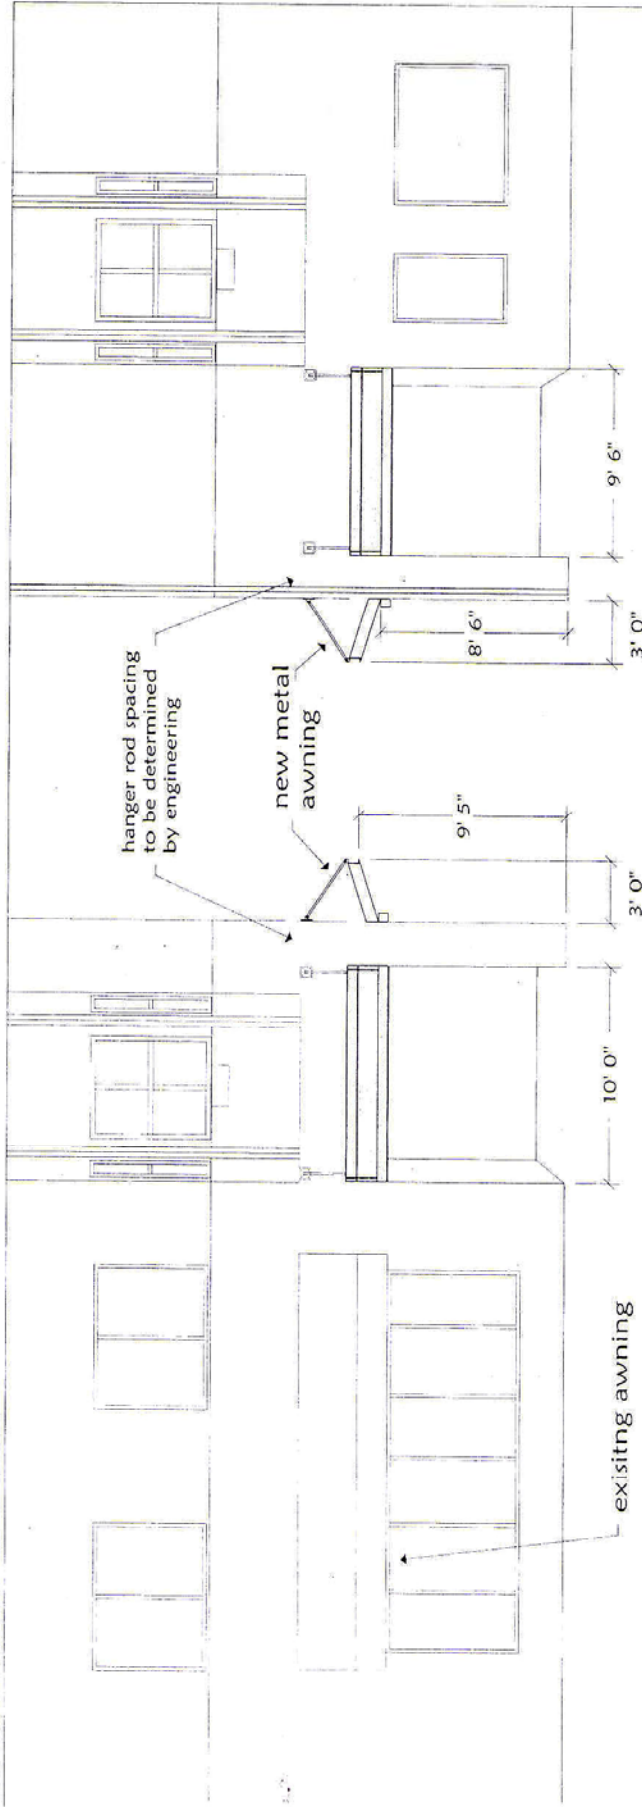 hanger rod spacing
to be determined
by engineering
new metal
awning
9' 5"
8' 6"
10' 0"
3' 0"
3' 0"
9' 6"
exisitng awning